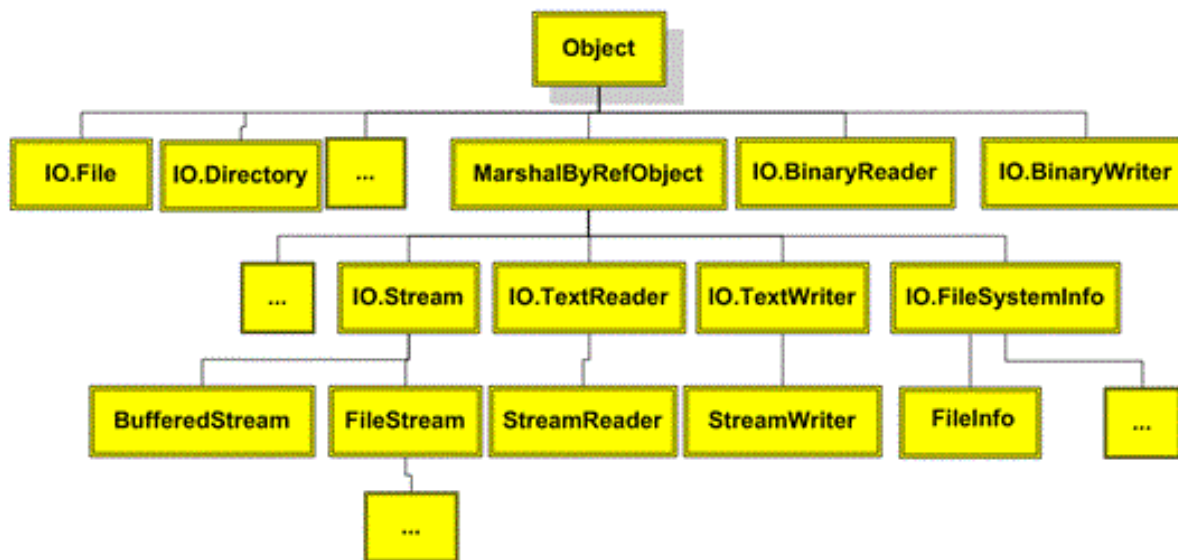 Object
IO.File
IO.Directory
...
MarshalByRefObject
IO.BinaryReader
IO.BinaryWriter
...
IO.Stream
IO.TextReader
IO.TextWriter
IO.FileSystemInfo
BufferedStream
FileStream
StreamReader
StreamWriter
FileInfo
...
...